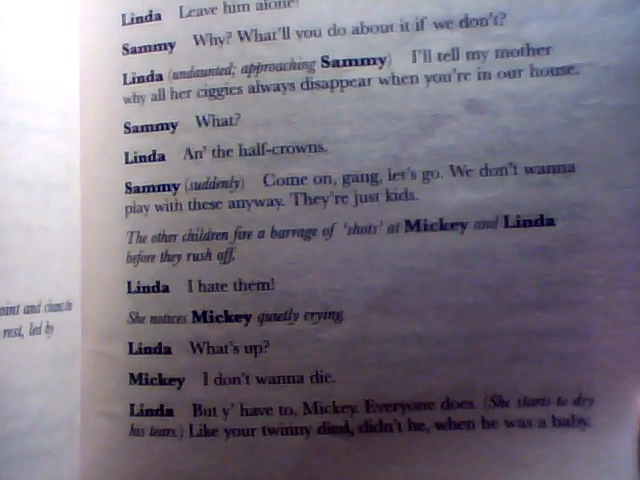 oint and
rest, led by
Linda Leave him alone!
Sammy Why? What'll you do about it if we don't?
Linda (undaunted; approaching Sammy) I'll tell my mother
why all her ciggies always disappear when you're in our house.
Sammy What?
Linda An' the half-crowns.
Sammy (suddenly) Come on, gang, let's go. We don't wanna
play with these anyway. They're just kids.
The other children fire a barrage of 'shots' at Mickey and Linda
before they rush off.
Linda I hate them!
She notices Mickey quietly crying.
Linda What's up?
Mickey I don't wanna die.
Linda But y' have to, Mickey. Everyone does. (She starts to dry
his tears.) Like your twinny died, didn't he, when he was a baby.